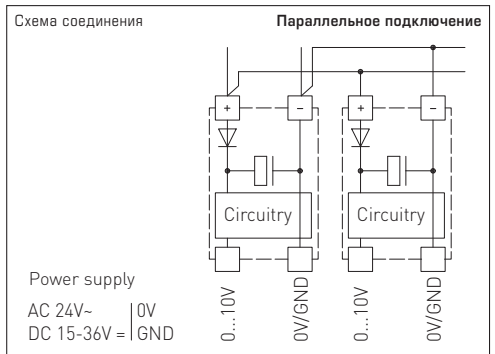 Схема соединения
Параллельное подключение
+ – + –
Circuitry
Circuitry
Power supply
AC 24V~ 0V
DC 15-36V = GND
0...10V
0V/GND
0...10V
0V/GND